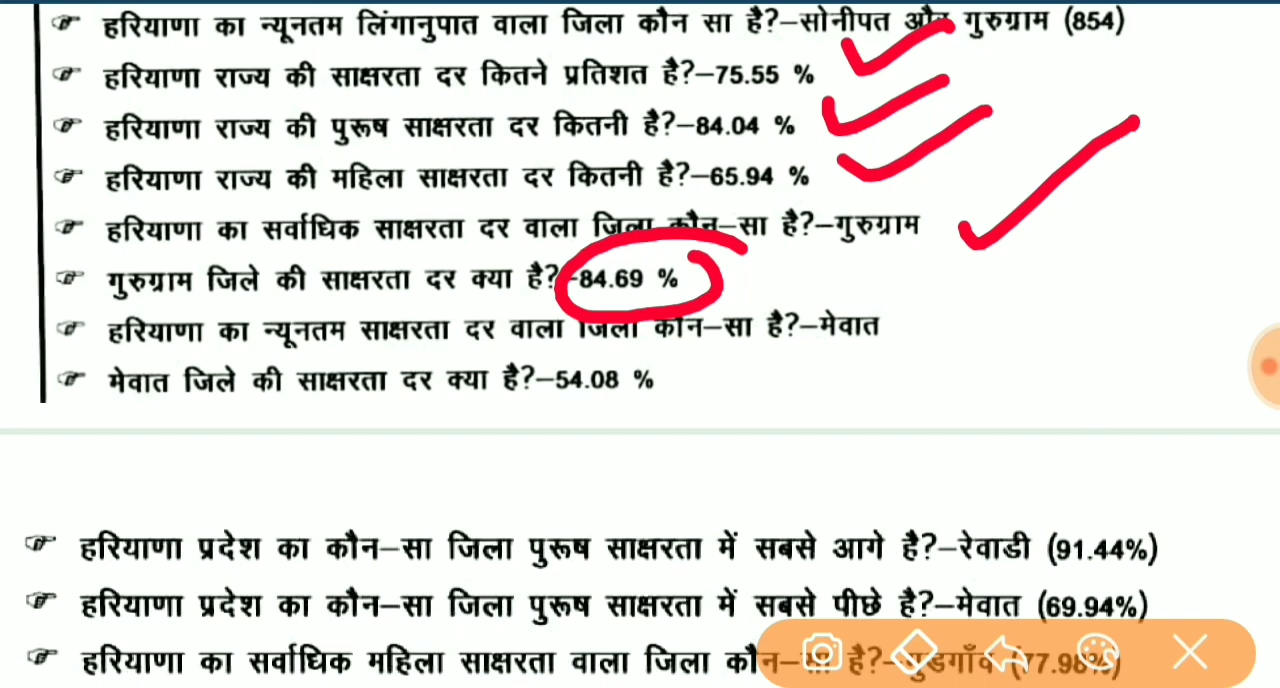 हरियाणा का न्यूनतम लिंगानुपात वाला जिला कौन सा है?–सोनीपत और गुरुग्राम (854)
हरियाणा राज्य की साक्षरता दर कितने प्रतिशत है?–75.55 %
हरियाणा राज्य की पुरूष साक्षरता दर कितनी है?–84.04 %
हरियाणा राज्य की महिला साक्षरता दर कितनी है?–65.94 %
हरियाणा का सर्वाधिक साक्षरता दर वाला जिला कौन–सा है?–गुरुग्राम
गुरुग्राम जिले की साक्षरता दर क्या है?–84.69 %
हरियाणा का न्यूनतम साक्षरता दर वाला जिला कौन–सा है?–मेवात
मेवात जिले की साक्षरता दर क्या है?–54.08 %
हरियाणा प्रदेश का कौन–सा जिला पुरूष साक्षरता में सबसे आगे है?–रेवाडी (91.44%)
हरियाणा प्रदेश का कौन–सा जिला पुरूष साक्षरता में सबसे पीछे है?–मेवात (69.94%)
हरियाणा का सर्वाधिक महिला साक्षरता वाला जिला कौन–सा है?–गुडगाँव (77.98%)